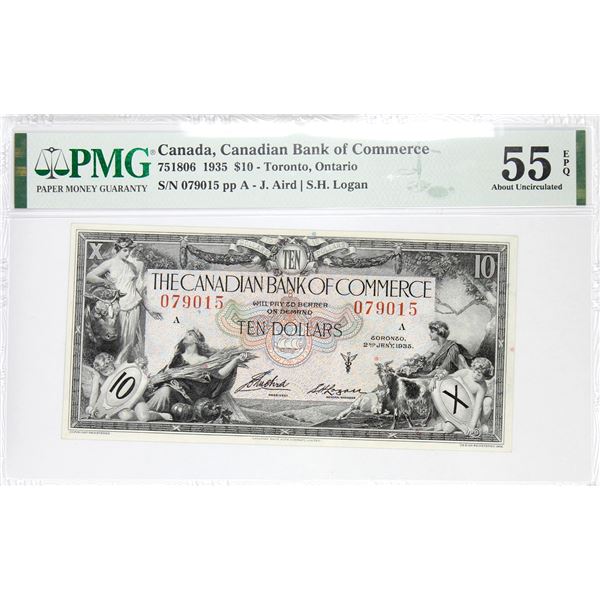 PMG
PAPER MONEY GUARANTY
Canada, Canadian Bank of Commerce
751806 1935 $10 - Toronto, Ontario
S/N 079015 pp A - J. Aird | S.H. Logan
55 EPQ
About Uncirculated
X TEN 10
THE CANADIAN BANK OF COMMERCE
079015 WILL PAY TO BEARER 079015
A ON DEMAND A
TEN DOLLARS
TORONTO,
2ND JANY. 1935.
10 X